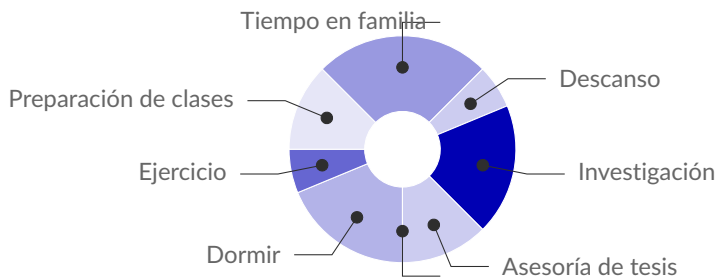 Tiempo en familia
Descanso
Preparación de clases
Ejercicio
Investigación
Dormir
Asesoría de tesis